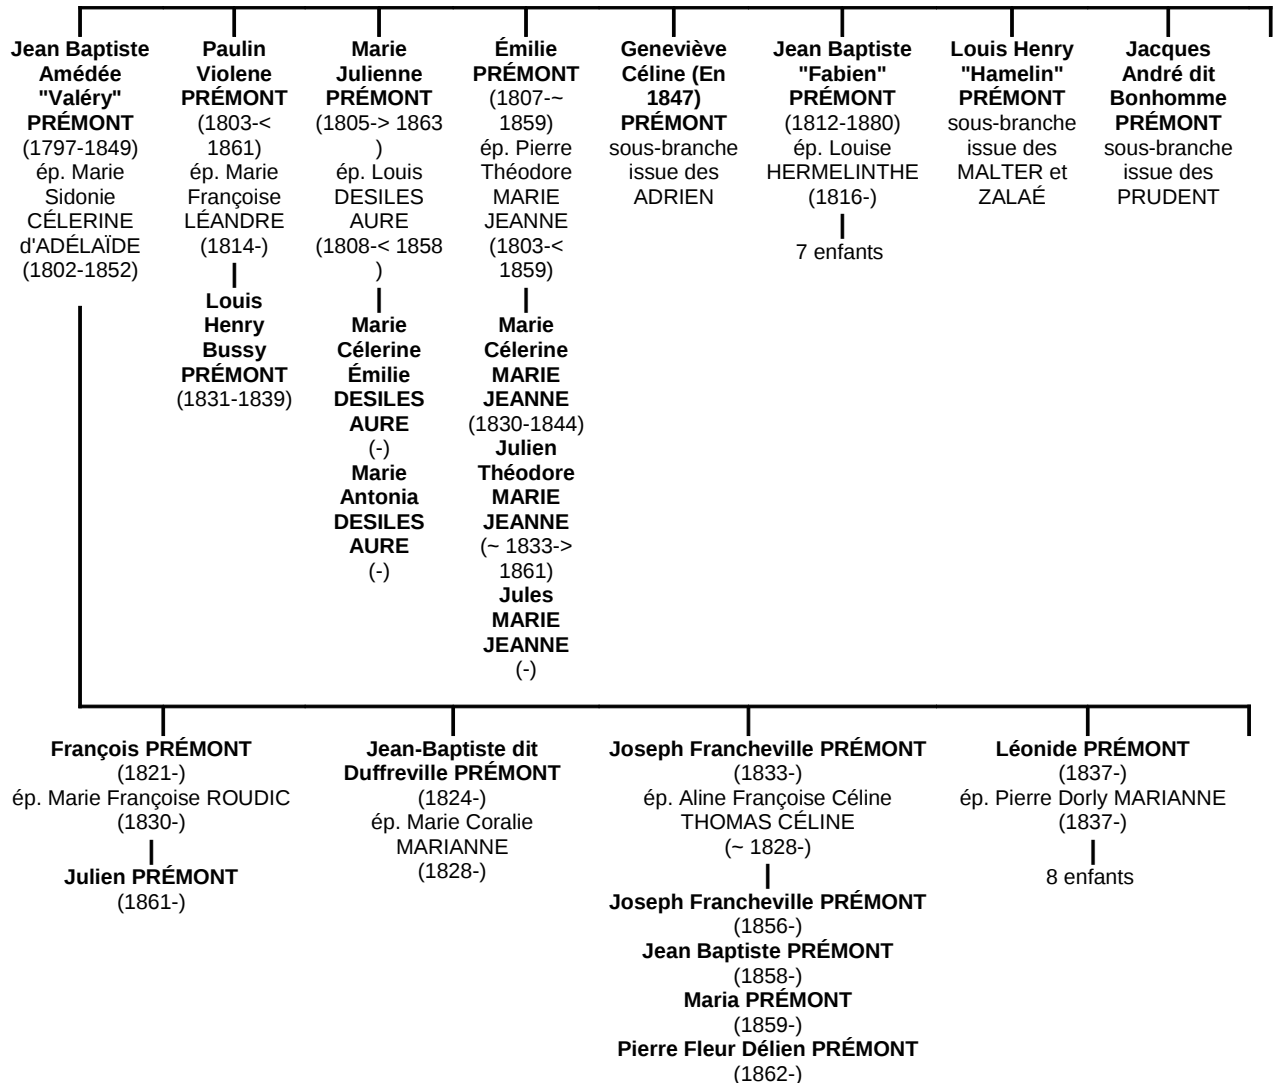 Jean Baptiste
Amédée
"Valéry"
PRÉMONT
(1797-1849)
ép. Marie
Sidonie
CÉLERINE
d'ADÉLAÏDE
(1802-1852)
Paulin
Violene
PRÉMONT
(1803-<
1861)
ép. Marie
Françoise
LÉANDRE
(1814-)
Louis
Henry
Bussy
PRÉMONT
(1831-1839)
Marie
Julienne
PRÉMONT
(1805-> 1863
)
ép. Louis
DESILES
AURE
(1808-< 1858
)
Marie
Célerine
Émilie
DESILES
AURE
(-)
Marie
Antonia
DESILES
AURE
(-)
Émilie
PRÉMONT
(1807-~
1859)
ép. Pierre
Théodore
MARIE
JEANNE
(1803-<
1859)
Marie
Célerine
MARIE
JEANNE
(1830-1844)
Julien
Théodore
MARIE
JEANNE
(~ 1833->
1861)
Jules
MARIE
JEANNE
(-)
Geneviève
Céline (En
1847)
PRÉMONT
sous-branche
issue des
ADRIEN
Jean Baptiste
"Fabien"
PRÉMONT
(1812-1880)
ép. Louise
HERMELINTHE
(1816-)
7 enfants
Louis Henry
"Hamelin"
PRÉMONT
sous-branche
issue des
MALTER et
ZALAÉ
Jacques
André dit
Bonhomme
PRÉMONT
sous-branche
issue des
PRUDENT
François PRÉMONT
(1821-)
ép. Marie Françoise ROUDIC
(1830-)
Julien PRÉMONT
(1861-)
Jean-Baptiste dit
Duffreville PRÉMONT
(1824-)
ép. Marie Coralie
MARIANNE
(1828-)
Joseph Francheville PRÉMONT
(1833-)
ép. Aline Françoise Céline
THOMAS CÉLINE
(~ 1828-)
Joseph Francheville PRÉMONT
(1856-)
Jean Baptiste PRÉMONT
(1858-)
Maria PRÉMONT
(1859-)
Pierre Fleur Délien PRÉMONT
(1862-)
Léonide PRÉMONT
(1837-)
ép. Pierre Dorly MARIANNE
(1837-)
8 enfants